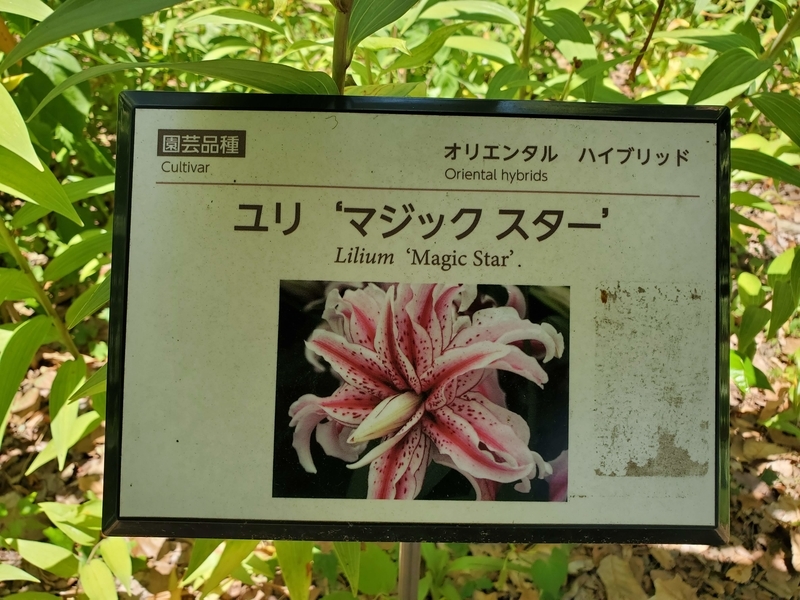 園芸品種
Cultivar
オリエンタル ハイブリッド
Oriental hybrids
ユリ ‘マジック スター’
Lilium ‘Magic Star’.